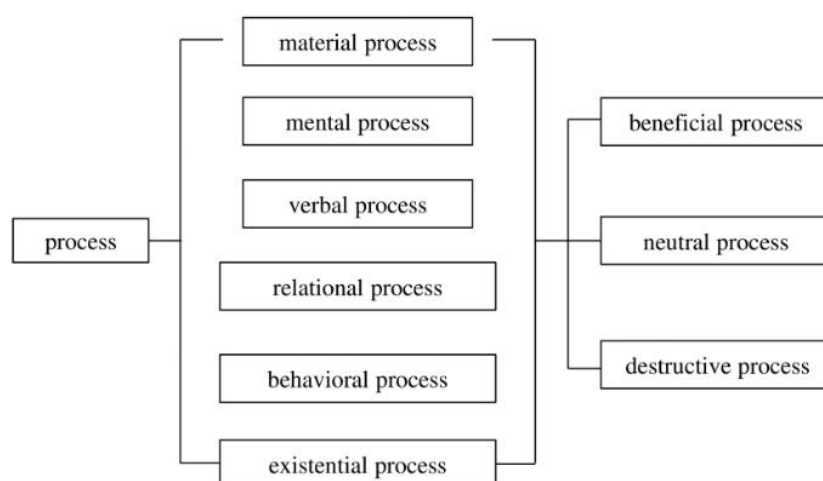 process
material process
mental process
verbal process
relational process
behavioral process
existential process
beneficial process
neutral process
destructive process